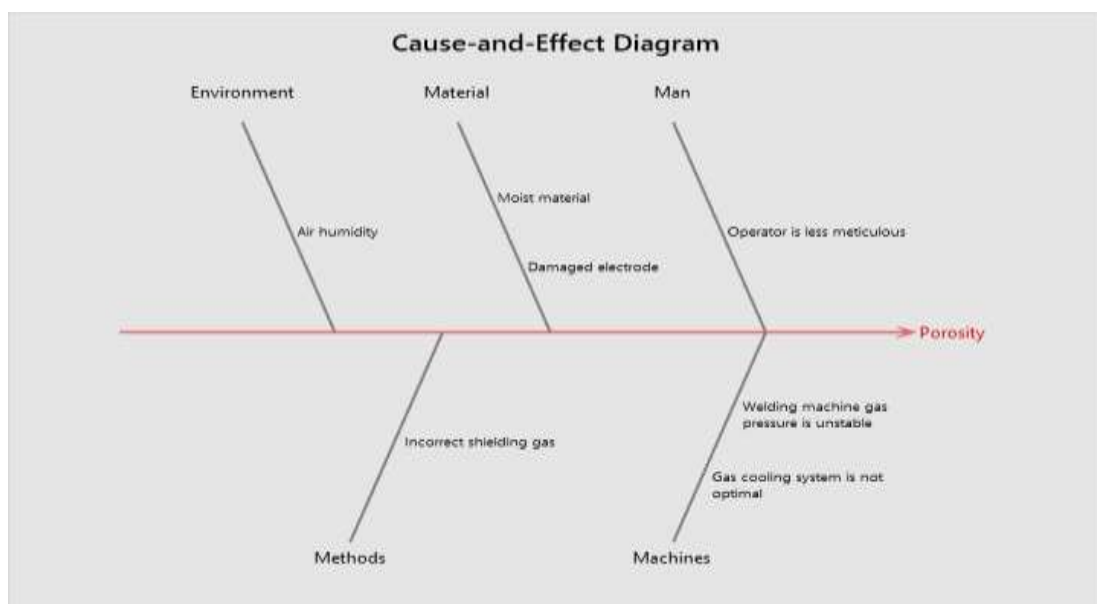 Cause-and-Effect Diagram
Environment
Material
Man
Moist material
Air humidity
Operator is less meticulous
Damaged electrode
Porosity
Welding machine gas
pressure is unstable
Incorrect shielding gas
Gas cooling system is not
optimal
Methods
Machines